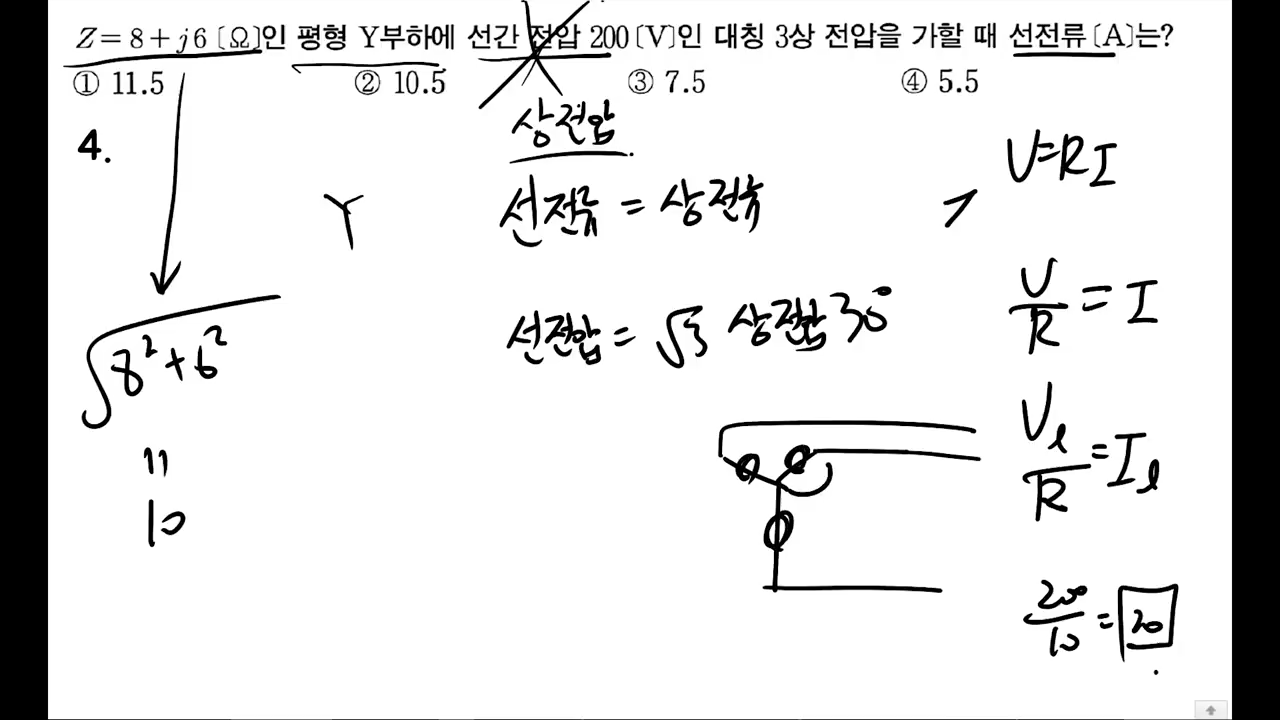 Z=8+j6 [Ω]인 평형 Y부하에 선간 전압 200 [V]인 대칭 3상 전압을 가할 때 선전류 [A]는?
① 11.5 ② 10.5 ③ 7.5 ④ 5.5
상전압
4.
V=RI
Y
선전류 = 상전류
V/R = I
선전압 = √3 상전압 30°
√8²+6²
Vℓ/R = Iℓ
"
10
200/10 = 20